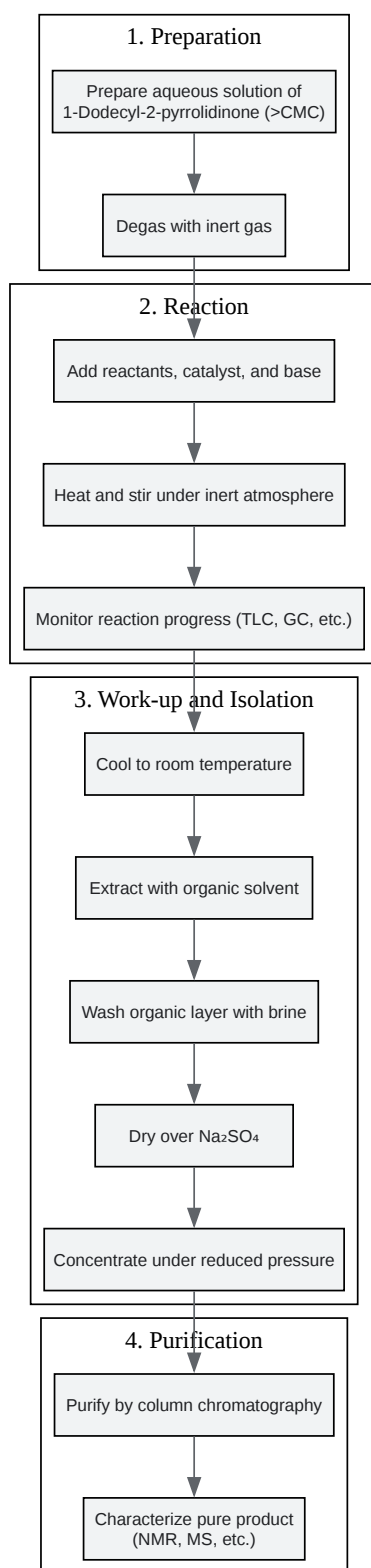 1. Preparation
Prepare aqueous solution of
1-Dodecyl-2-pyrrolidinone (>CMC)
Degas with inert gas
2. Reaction
Add reactants, catalyst, and base
Heat and stir under inert atmosphere
Monitor reaction progress (TLC, GC, etc.)
3. Work-up and Isolation
Cool to room temperature
Extract with organic solvent
Wash organic layer with brine
Dry over Na₂SO₄
Concentrate under reduced pressure
4. Purification
Purify by column chromatography
Characterize pure product
(NMR, MS, etc.)